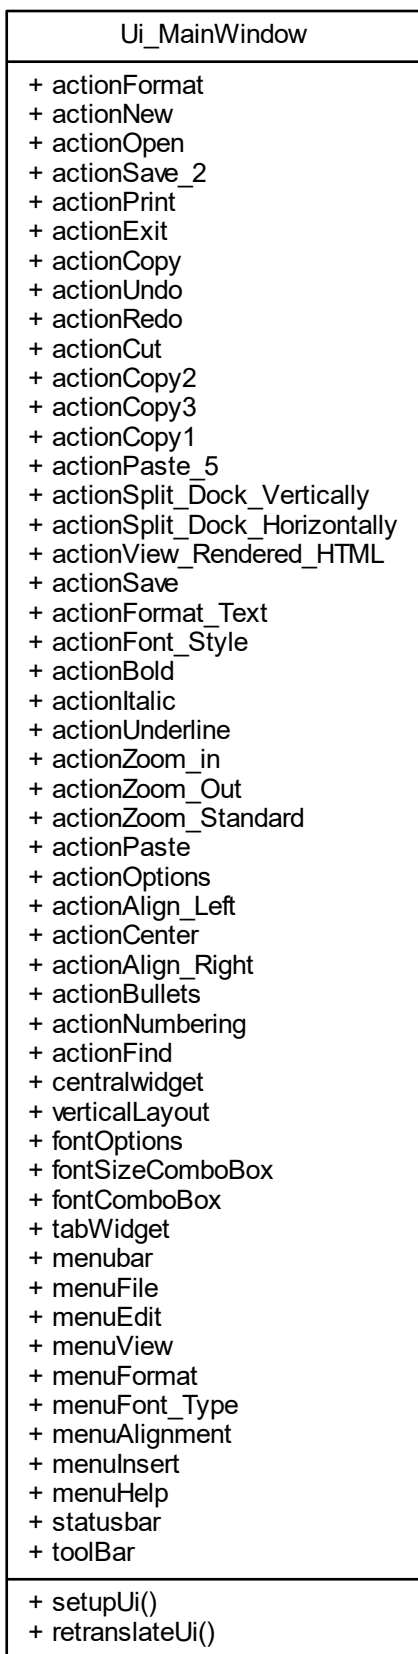 Ui_MainWindow
+ actionFormat
+ actionNew
+ actionOpen
+ actionSave_2
+ actionPrint
+ actionExit
+ actionCopy
+ actionUndo
+ actionRedo
+ actionCut
+ actionCopy2
+ actionCopy3
+ actionCopy1
+ actionPaste_5
+ actionSplit_Dock_Vertically
+ actionSplit_Dock_Horizontally
+ actionView_Rendered_HTML
+ actionSave
+ actionFormat_Text
+ actionFont_Style
+ actionBold
+ actionItalic
+ actionUnderline
+ actionZoom_in
+ actionZoom_Out
+ actionZoom_Standard
+ actionPaste
+ actionOptions
+ actionAlign_Left
+ actionCenter
+ actionAlign_Right
+ actionBullets
+ actionNumbering
+ actionFind
+ centralwidget
+ verticalLayout
+ fontOptions
+ fontSizeComboBox
+ fontComboBox
+ tabWidget
+ menubar
+ menuFile
+ menuEdit
+ menuView
+ menuFormat
+ menuFont_Type
+ menuAlignment
+ menuInsert
+ menuHelp
+ statusbar
+ toolBar
+ setupUi()
+ retranslateUi()